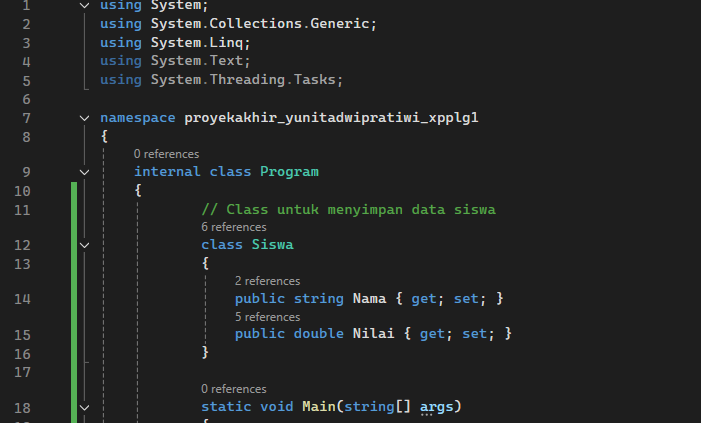 1 using System;
2 using System.Collections.Generic;
3 using System.Linq;
4 using System.Text;
5 using System.Threading.Tasks;
6
7 namespace proyekakhir_yunitadwipratiwi_xpplg1
8 {
0 references
9 internal class Program
10 {
11 // Class untuk menyimpan data siswa
6 references
12 class Siswa
13 {
2 references
14 public string Nama { get; set; }
5 references
15 public double Nilai { get; set; }
16 }
17
0 references
18 static void Main(string[] args)